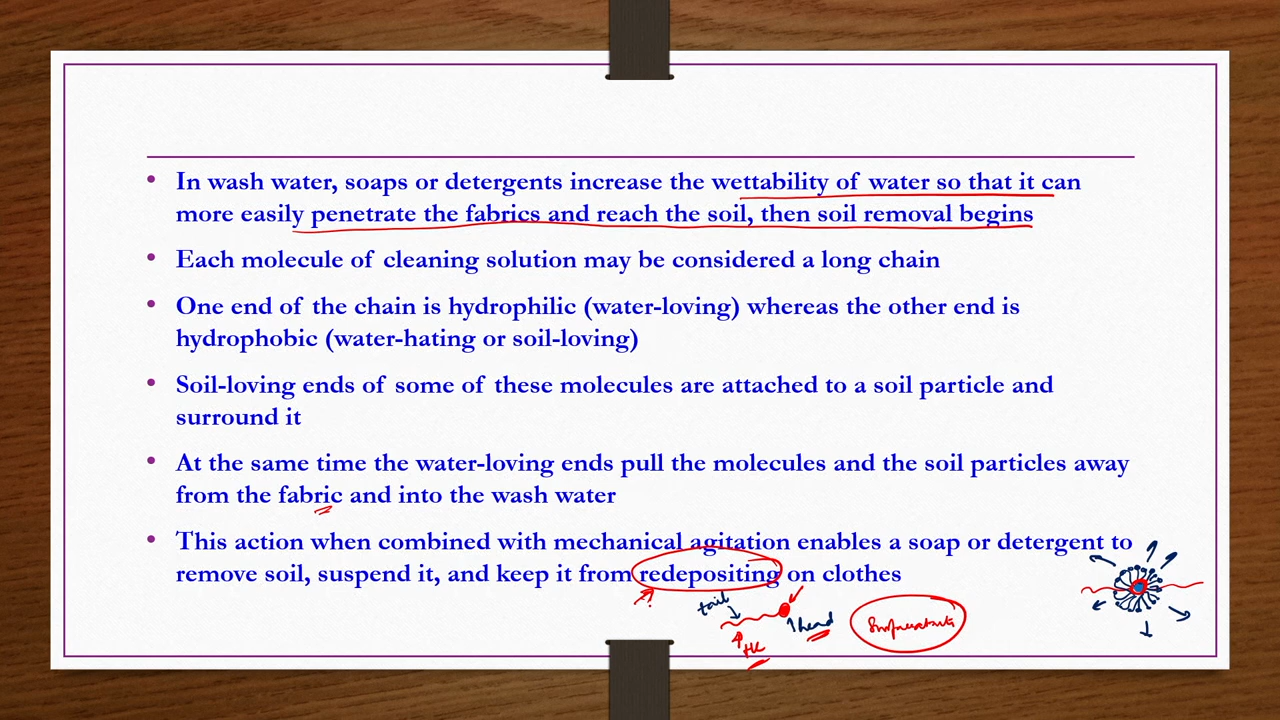 In wash water, soaps or detergents increase the wettability of water so that it can
more easily penetrate the fabrics and reach the soil, then soil removal begins
Each molecule of cleaning solution may be considered a long chain
One end of the chain is hydrophilic (water-loving) whereas the other end is
hydrophobic (water-hating or soil-loving)
Soil-loving ends of some of these molecules are attached to a soil particle and
surround it
At the same time the water-loving ends pull the molecules and the soil particles away
from the fabric and into the wash water
This action when combined with mechanical agitation enables a soap or detergent to
remove soil, suspend it, and keep it from redepositing on clothes
?
tail
head
HC